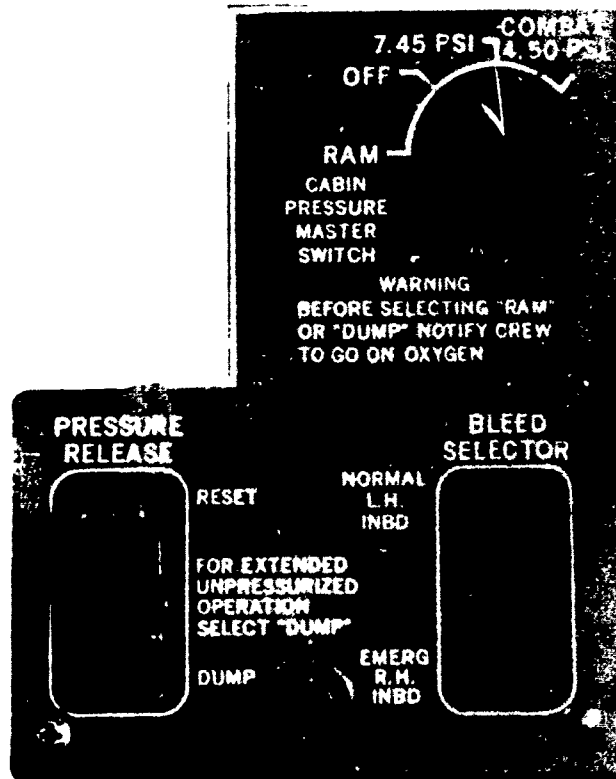 COMBAT
7.45 PSI
4.50 PSI
OFF
RAM
CABIN
PRESSURE
MASTER
SWITCH
WARNING
BEFORE SELECTING "RAM"
OR "DUMP" NOTIFY CREW
TO GO ON OXYGEN
PRESSURE
RELEASE
RESET
FOR EXTENDED
UNPRESSURIZED
OPERATION
SELECT "DUMP"
DUMP
BLEED
SELECTOR
NORMAL
L.H.
INBD
EMERG
R.H.
INBD